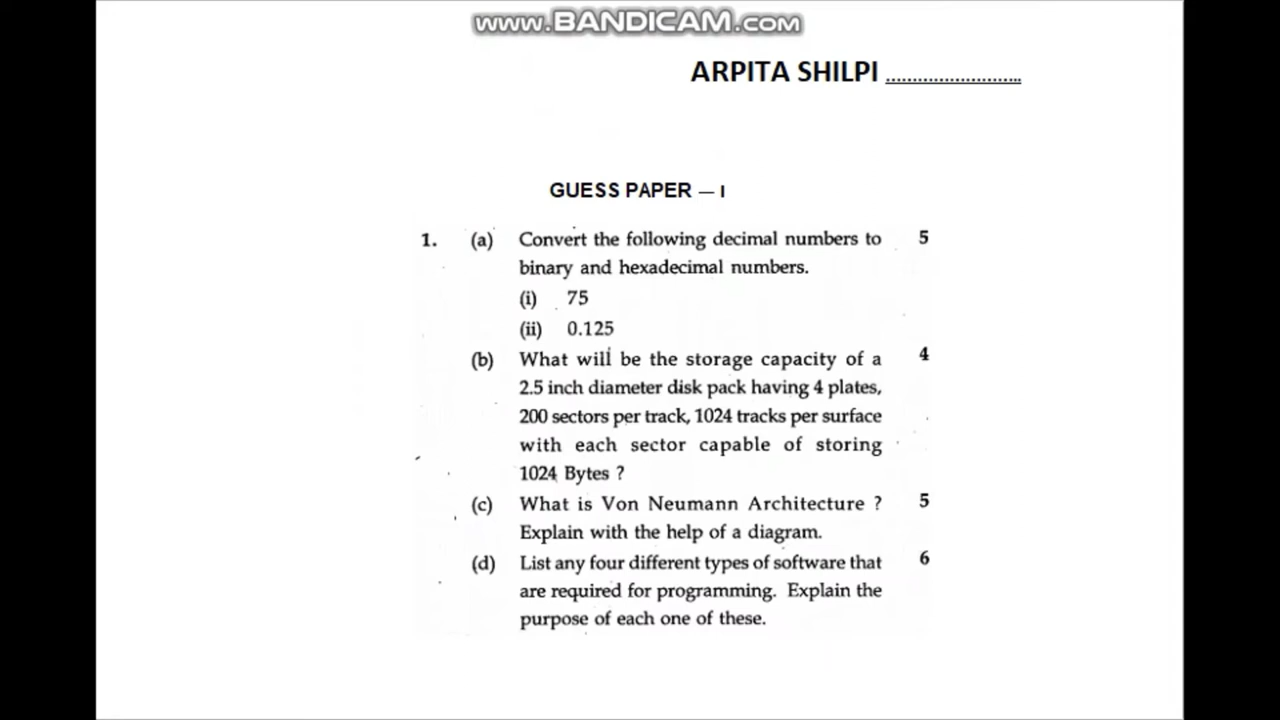 www.BANDICAM.com
ARPITA SHILPI ..........................
GUESS PAPER — I
1. (a) Convert the following decimal numbers to 5
binary and hexadecimal numbers.
(i) 75
(ii) 0.125
(b) What will be the storage capacity of a 4
2.5 inch diameter disk pack having 4 plates,
200 sectors per track, 1024 tracks per surface
with each sector capable of storing
1024 Bytes ?
(c) What is Von Neumann Architecture ? 5
Explain with the help of a diagram.
(d) List any four different types of software that 6
are required for programming. Explain the
purpose of each one of these.